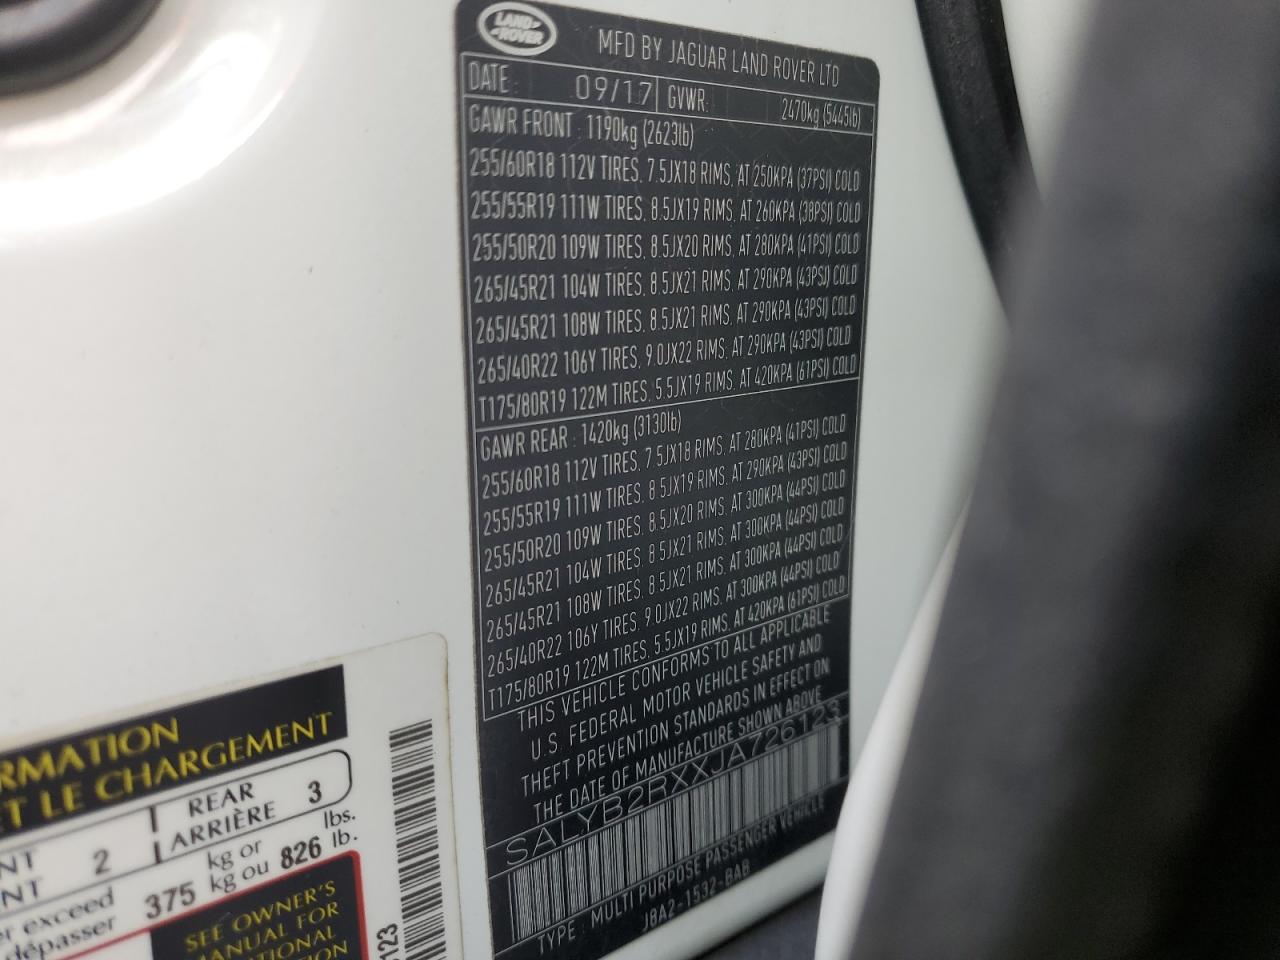 LAND ROVER
MFD BY JAGUAR LAND ROVER LTD
DATE: 09/17 GVWR: 2470kg (5445lb)
GAWR FRONT : 1190kg (2623lb)
255/60R18 112V TIRES, 7.5JX18 RIMS, AT 250KPA (37PSI) COLD
255/55R19 111W TIRES, 8.5JX19 RIMS, AT 260KPA (38PSI) COLD
255/50R20 109W TIRES, 8.5JX20 RIMS, AT 280KPA (41PSI) COLD
265/45R21 104W TIRES, 8.5JX21 RIMS, AT 290KPA (43PSI) COLD
265/45R21 108W TIRES, 8.5JX21 RIMS, AT 290KPA (43PSI) COLD
265/40R22 106Y TIRES, 9.0JX22 RIMS, AT 290KPA (43PSI) COLD
T175/80R19 122M TIRES, 5.5JX19 RIMS, AT 420KPA (61PSI) COLD
GAWR REAR : 1420kg (3130lb)
255/60R18 112V TIRES, 7.5JX18 RIMS, AT 280KPA (41PSI) COLD
255/55R19 111W TIRES, 8.5JX19 RIMS, AT 290KPA (43PSI) COLD
255/50R20 109W TIRES, 8.5JX20 RIMS, AT 300KPA (44PSI) COLD
265/45R21 104W TIRES, 8.5JX21 RIMS, AT 300KPA (44PSI) COLD
265/45R21 108W TIRES, 8.5JX21 RIMS, AT 300KPA (44PSI) COLD
265/40R22 106Y TIRES, 9.0JX22 RIMS, AT 300KPA (44PSI) COLD
T175/80R19 122M TIRES, 5.5JX19 RIMS, AT 420KPA (61PSI) COLD
THIS VEHICLE CONFORMS TO ALL APPLICABLE
U.S. FEDERAL MOTOR VEHICLE SAFETY AND
THEFT PREVENTION STANDARDS IN EFFECT ON
THE DATE OF MANUFACTURE SHOWN ABOVE
SALYB2RXXJA726123
TYPE : MULTI PURPOSE PASSENGER VEHICLE
J8A2-1532-BAB
RMATION
ET LE CHARGEMENT
NT 2 REAR 3
NT ARRIÈRE
er exceed 375 kg or 826 lbs.
dépasser kg ou lb.
SEE OWNER'S
MANUAL FOR
TIONAL
ON
6123